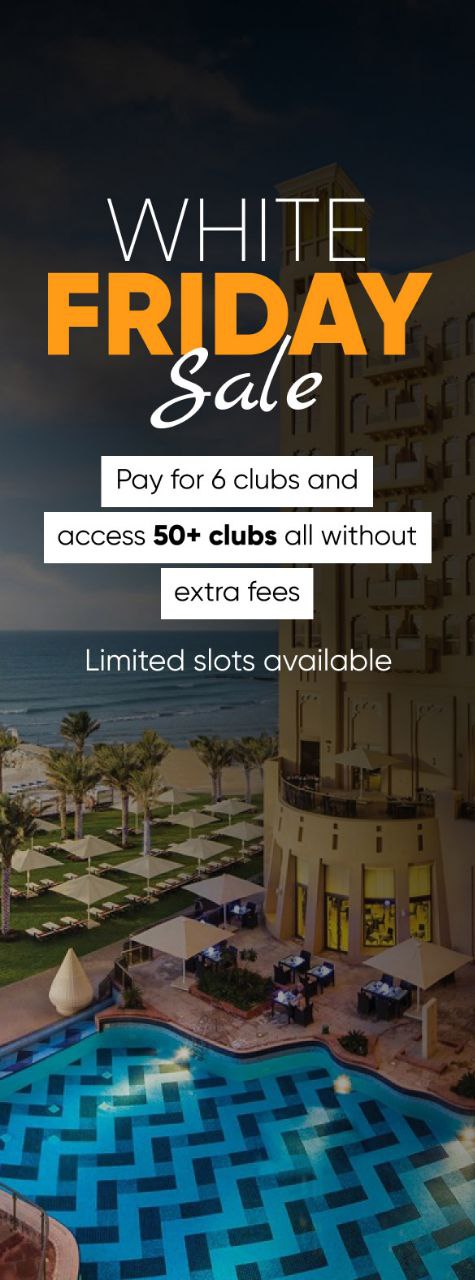 WHITE
FRIDAY
Sale
Pay for 6 clubs and
access 50+ clubs all without
extra fees
Limited slots available